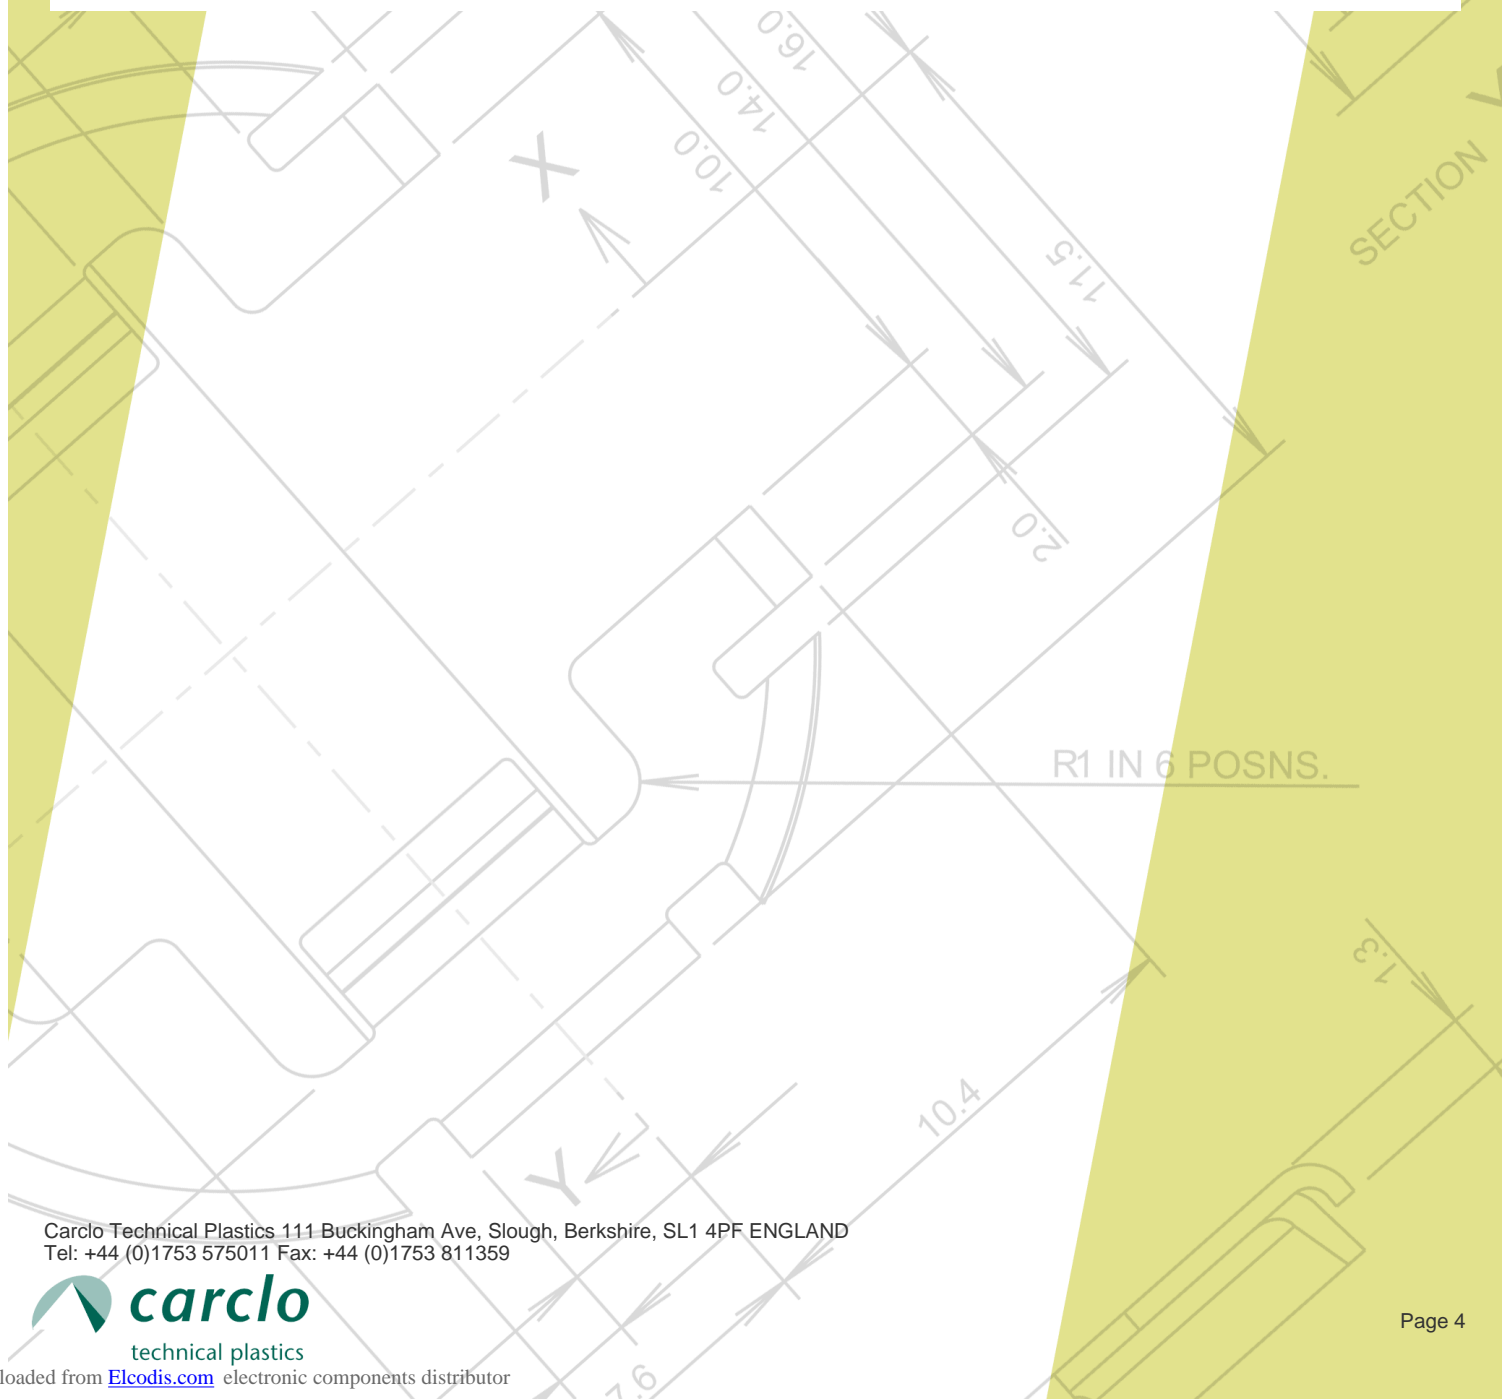 16.0
14.0
10.0
X
11.5
SECTION
2.0
R1 IN 6 POSNS.
1.3
10.4
Y
Carclo Technical Plastics 111 Buckingham Ave, Slough, Berkshire, SL1 4PF ENGLAND
Tel: +44 (0)1753 575011 Fax: +44 (0)1753 811359
carclo
technical plastics
Page 4
loaded from Elcodis.com electronic components distributor
7.6